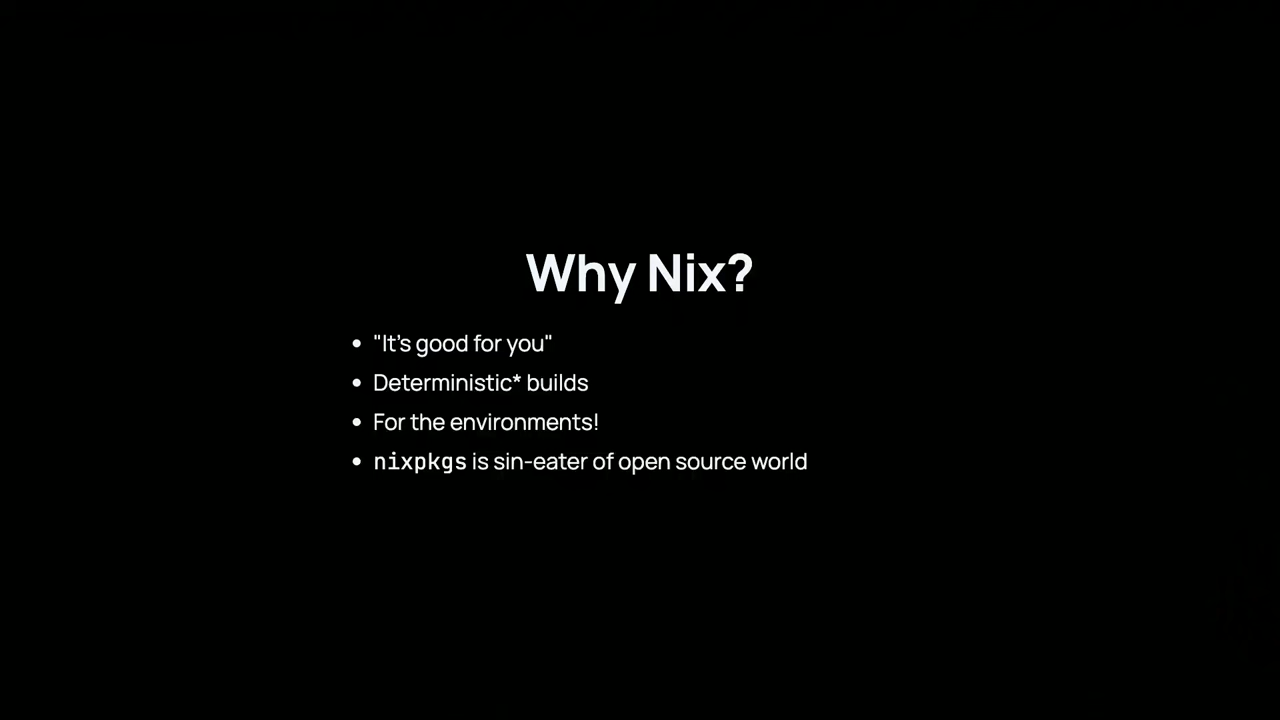 Why Nix?
• "It's good for you"
• Deterministic* builds
• For the environments!
• nixpkgs is sin-eater of open source world